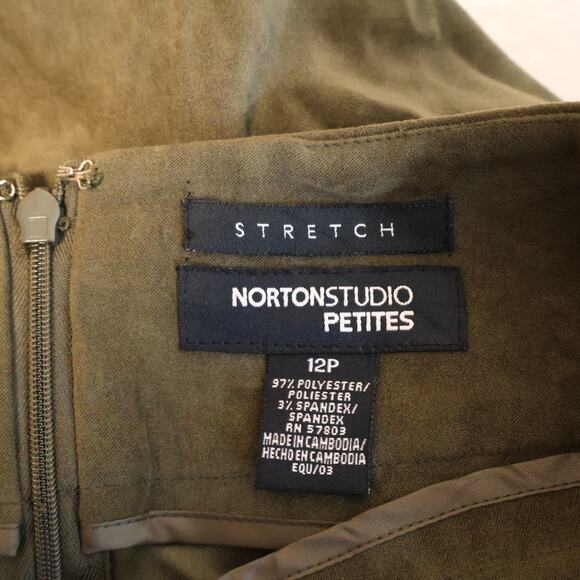 STRETCH
NORTONSTUDIO
PETITES
12P
97% POLYESTER/
POLIESTER
3% SPANDEX/
SPANDEX
RN 57803
MADE IN CAMBODIA/
HECHO EN CAMBODIA
EQU/03